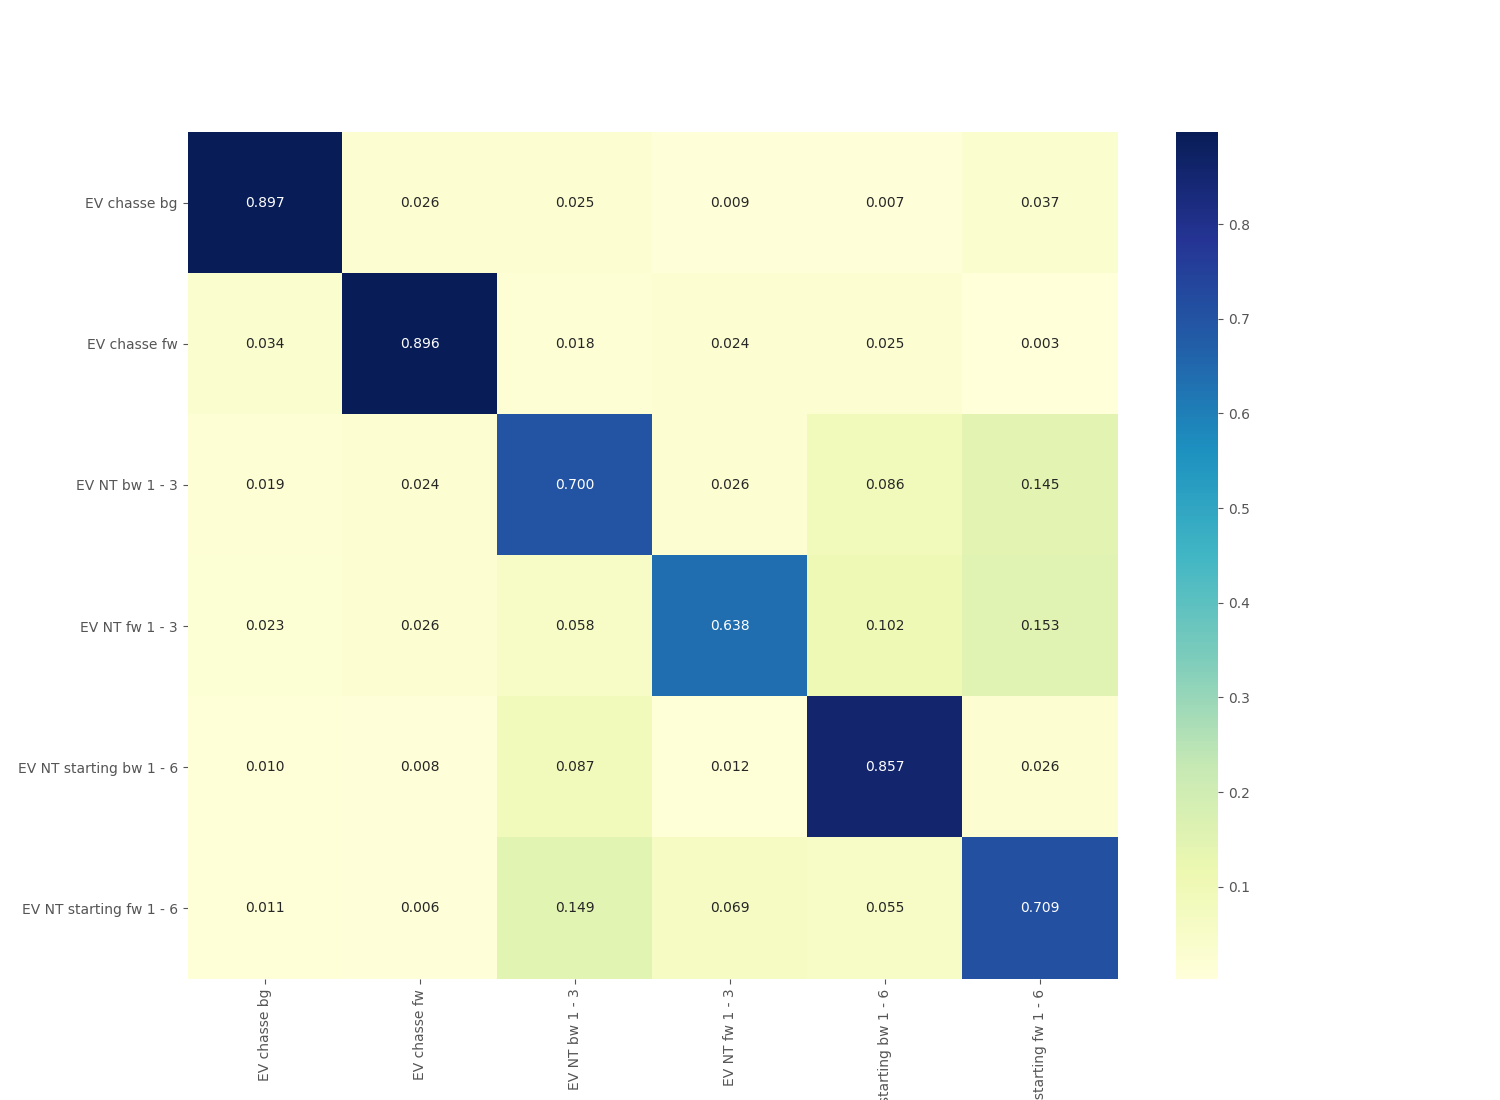 EV chasse bg 0.897 0.026 0.025 0.009 0.007 0.037
EV chasse fw 0.034 0.896 0.018 0.024 0.025 0.003
EV NT bw 1 - 3 0.019 0.024 0.700 0.026 0.086 0.145
EV NT fw 1 - 3 0.023 0.026 0.058 0.638 0.102 0.153
EV NT starting bw 1 - 6 0.010 0.008 0.087 0.012 0.857 0.026
EV NT starting fw 1 - 6 0.011 0.006 0.149 0.069 0.055 0.709
EV chasse bg
EV chasse fw
EV NT bw 1 - 3
EV NT fw 1 - 3
starting bw 1 - 6
starting fw 1 - 6
0.8
0.7
0.6
0.5
0.4
0.3
0.2
0.1